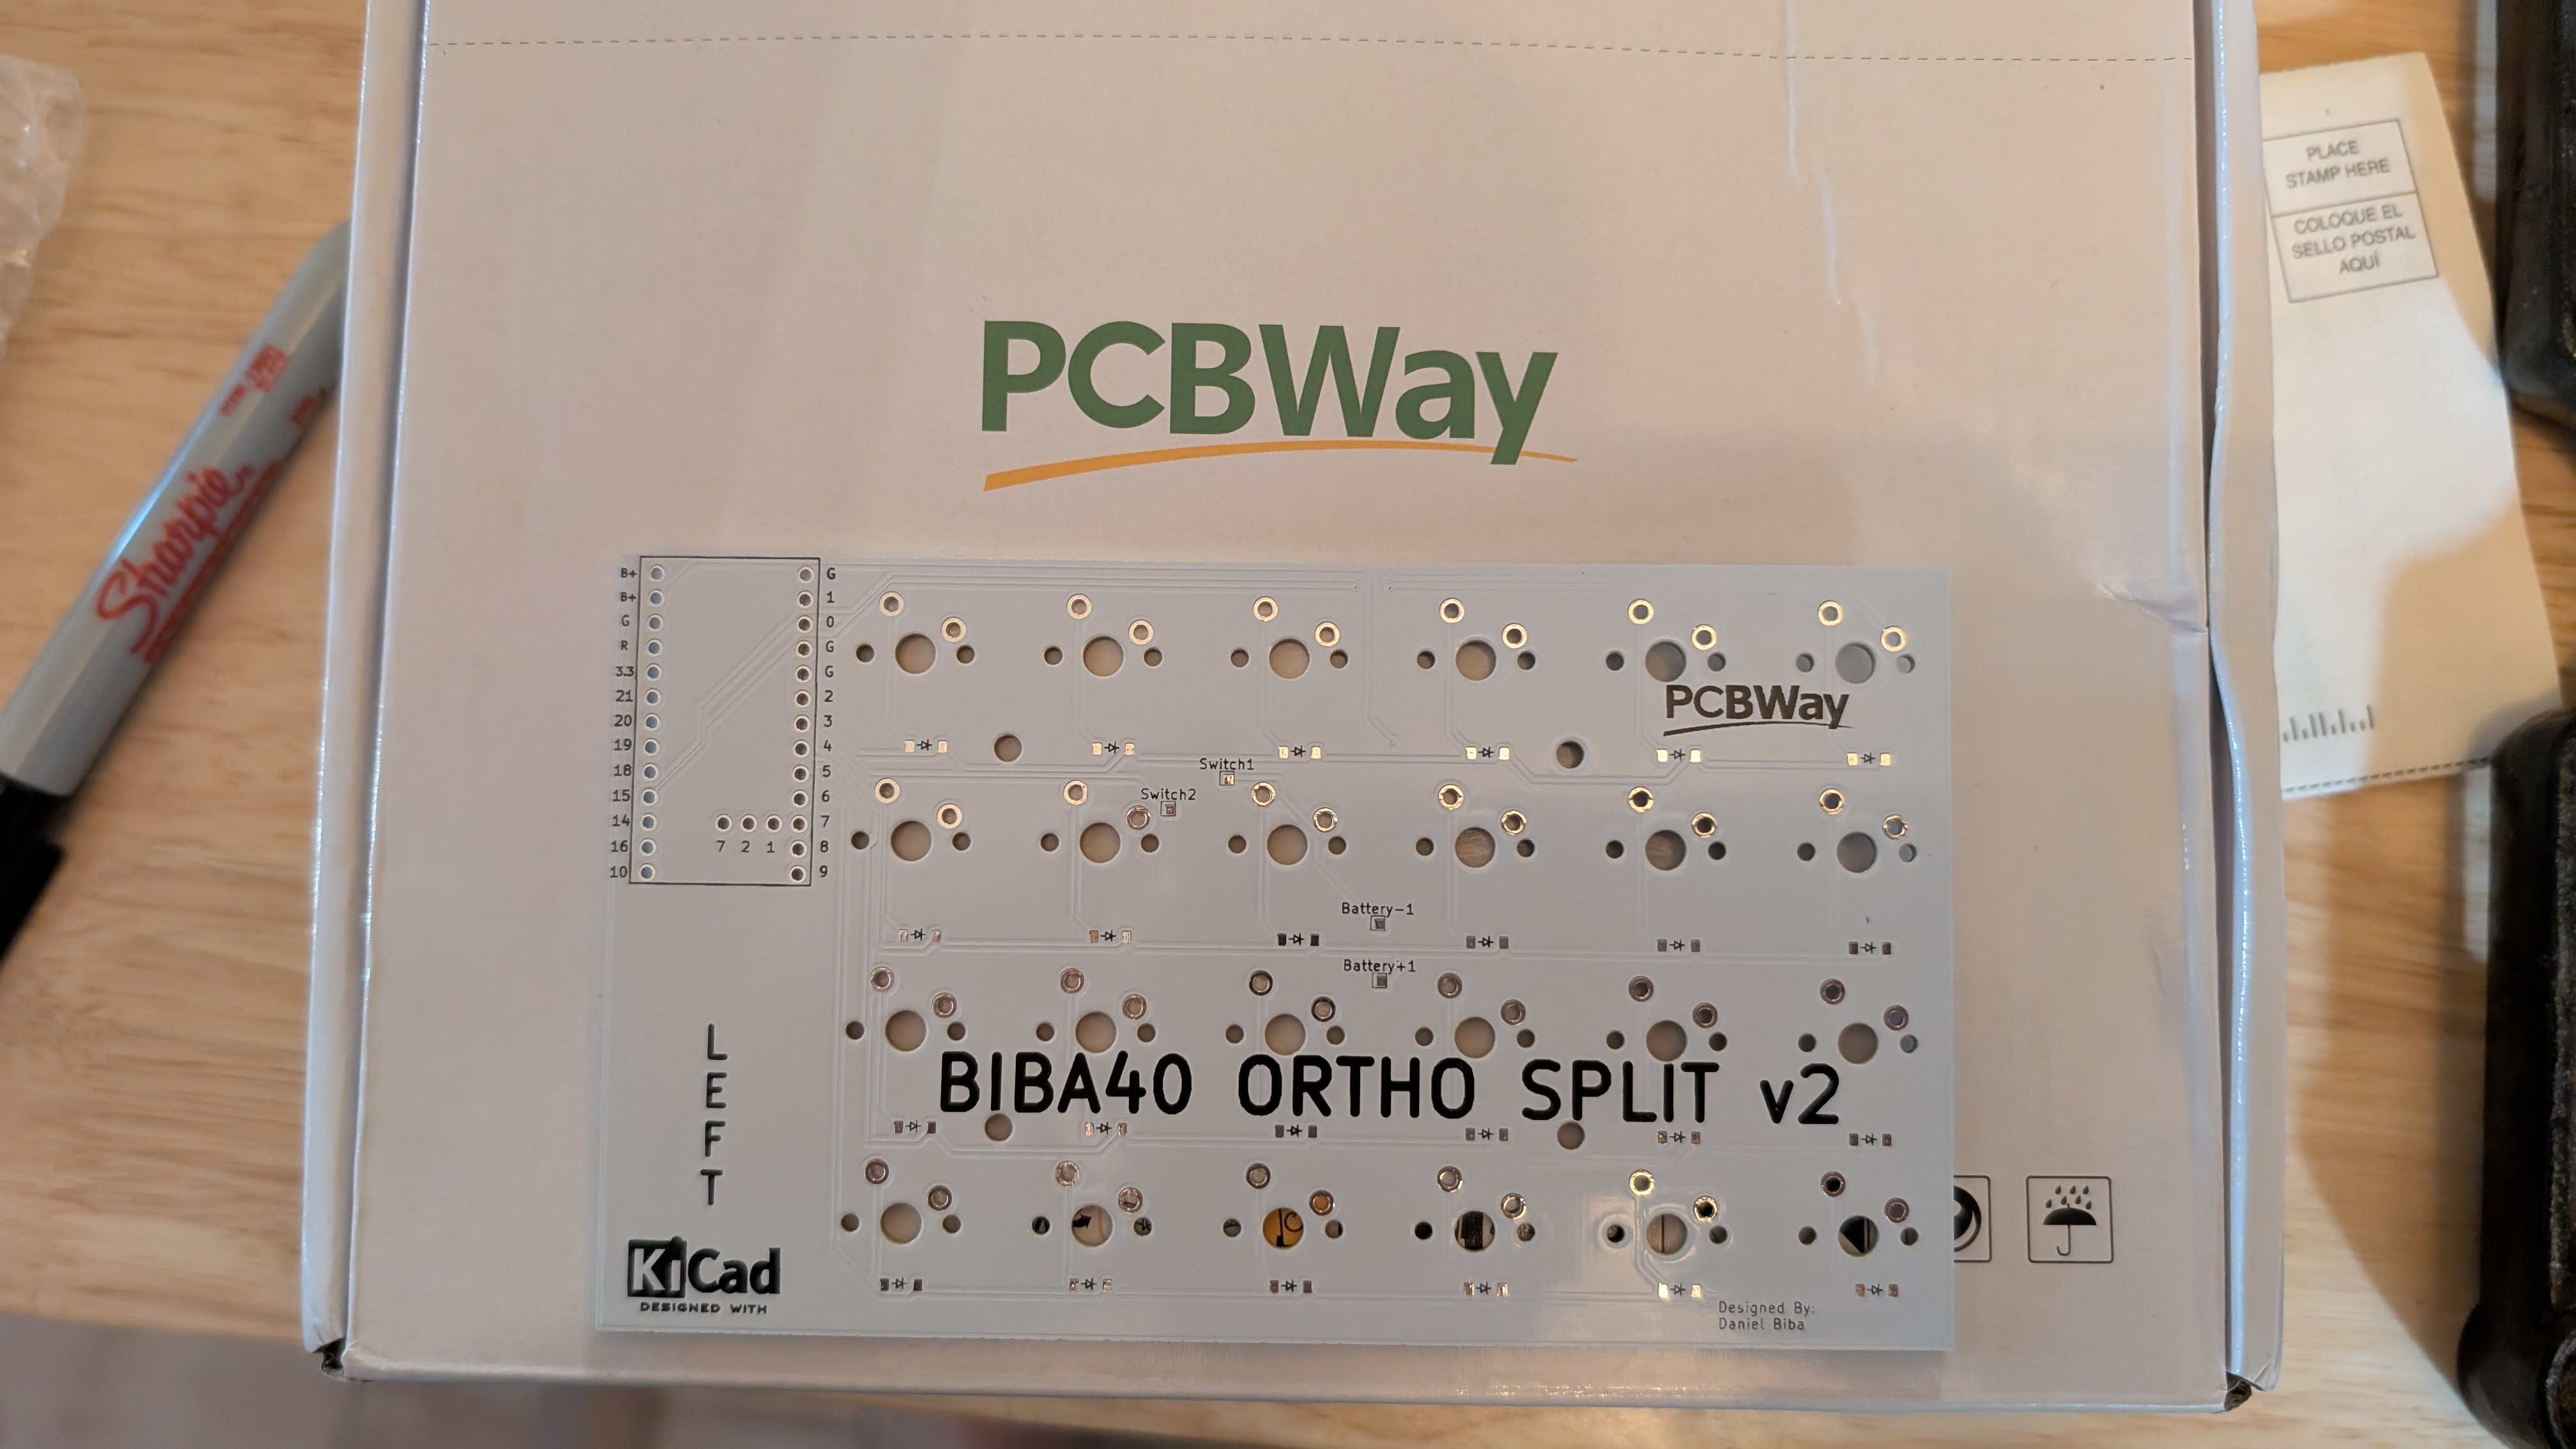 PLACE
STAMP HERE
COLOQUE EL
SELLO POSTAL
AQUÍ
PCBWay
Sharpie
B+ G
B+ 1
G 0
R G
3.3 G
21 2
20 3
19 4
18 5
15 6
14 7
16 7 2 1 8
10 9
PCBWay
Switch1
Switch2
Battery-1
Battery+1
LEFT
BIBA40 ORTHO SPLIT v2
KiCad
DESIGNED WITH
Designed By:
Daniel Biba